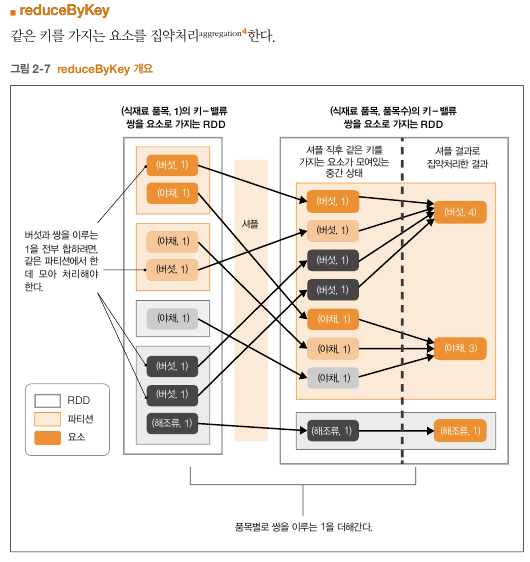 reduceByKey
같은 키를 가지는 요소를 집약처리aggregation4한다.
그림 2-7 reduceByKey 개요
(식재료 품목, 1)의 키-밸류
쌍을 요소로 가지는 RDD
(식재료 품목, 품목수)의 키-밸류
쌍을 요소로 가지는 RDD
셔플 직후 같은 키를
가지는 요소가 모여있는
중간 상태
셔플 결과로
집약처리한 결과
버섯과 쌍을 이루는
1을 전부 합하려면,
같은 파티션에서 한
데 모아 처리해야
한다.
(버섯, 1)
(야채, 1)
(야채, 1)
(버섯, 1)
(야채, 1)
(버섯, 1)
(버섯, 1)
(해조류, 1)
셔플
(버섯, 1)
(버섯, 1)
(버섯, 1)
(버섯, 1)
(야채, 1)
(야채, 1)
(야채, 1)
(해조류, 1)
(버섯, 4)
(야채, 3)
(해조류, 1)
RDD
파티션
요소
품목별로 쌍을 이루는 1을 더해간다.